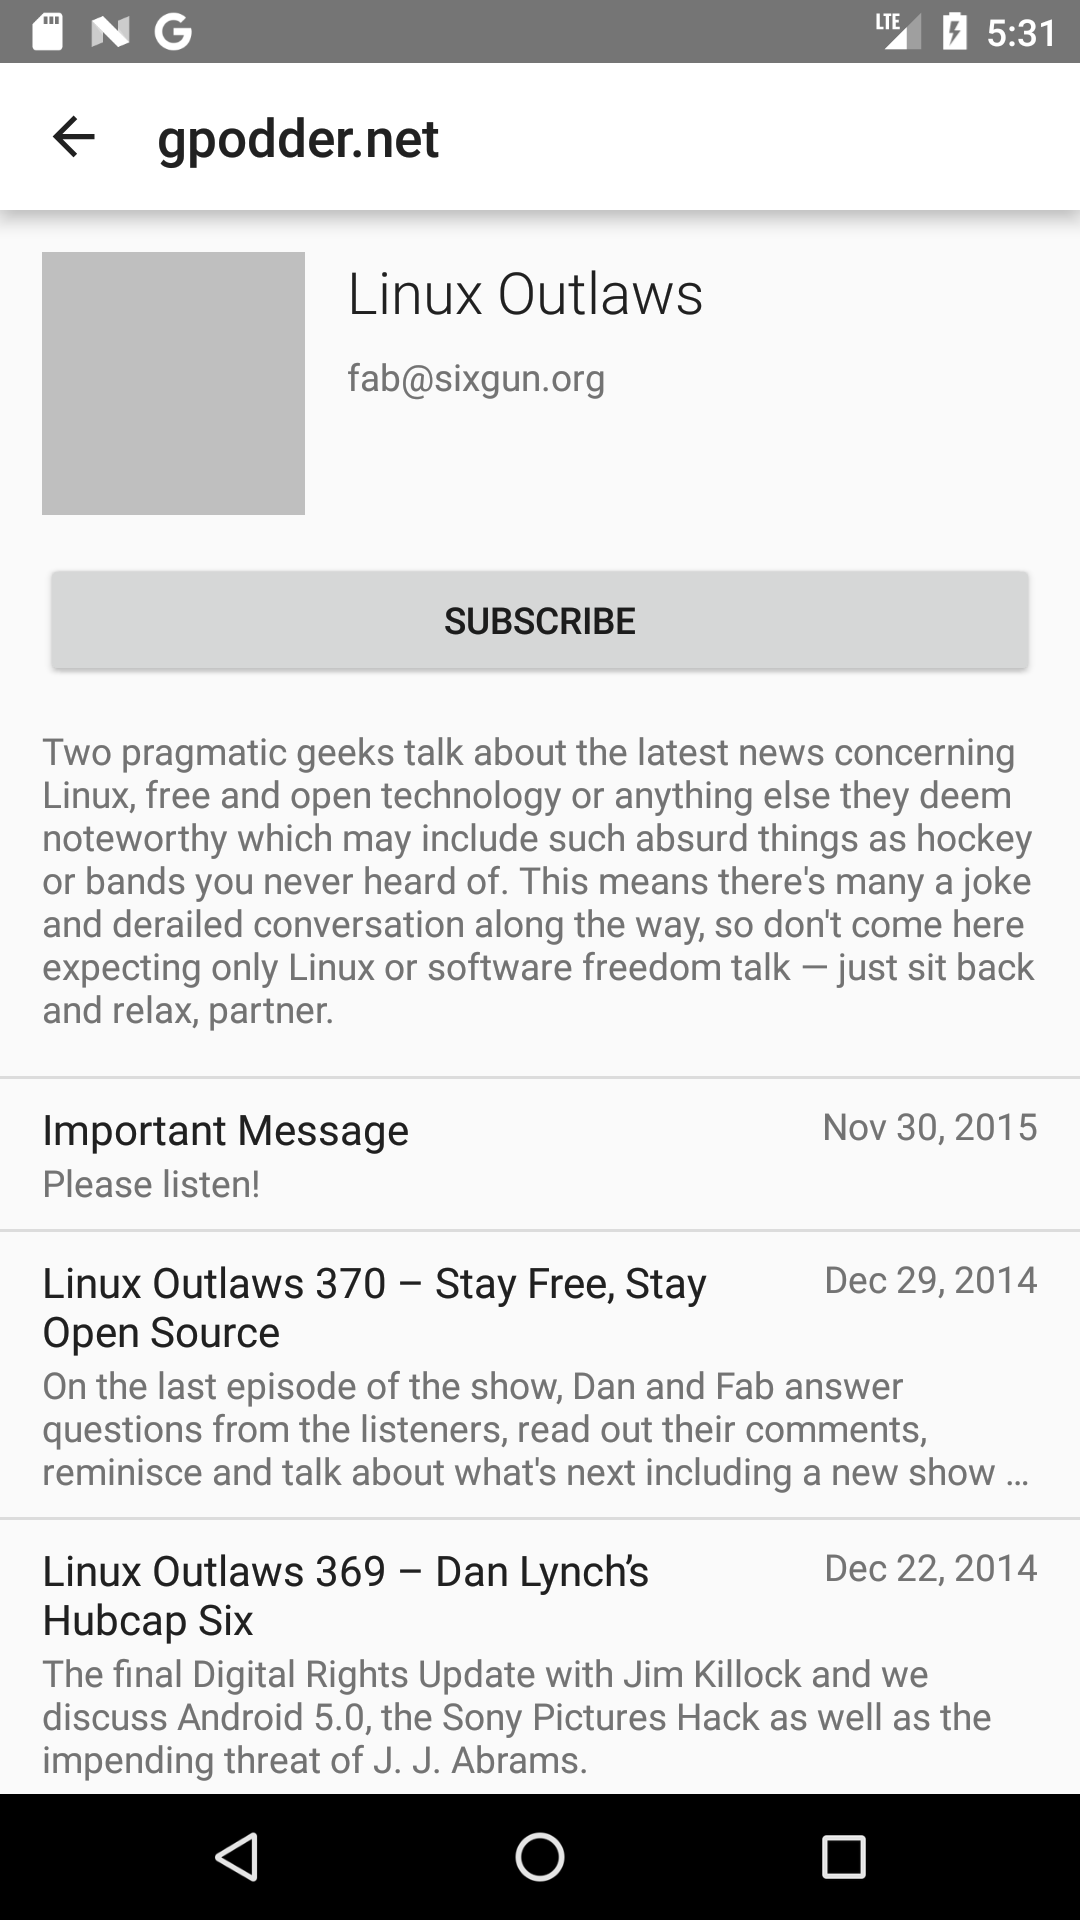 LTE 5:31
gpodder.net
Linux Outlaws
fab@sixgun.org
SUBSCRIBE
Two pragmatic geeks talk about the latest news concerning
Linux, free and open technology or anything else they deem
noteworthy which may include such absurd things as hockey
or bands you never heard of. This means there's many a joke
and derailed conversation along the way, so don't come here
expecting only Linux or software freedom talk — just sit back
and relax, partner.
Important Message Nov 30, 2015
Please listen!
Linux Outlaws 370 – Stay Free, Stay Dec 29, 2014
Open Source
On the last episode of the show, Dan and Fab answer
questions from the listeners, read out their comments,
reminisce and talk about what's next including a new show ...
Linux Outlaws 369 – Dan Lynch’s Dec 22, 2014
Hubcap Six
The final Digital Rights Update with Jim Killock and we
discuss Android 5.0, the Sony Pictures Hack as well as the
impending threat of J. J. Abrams.